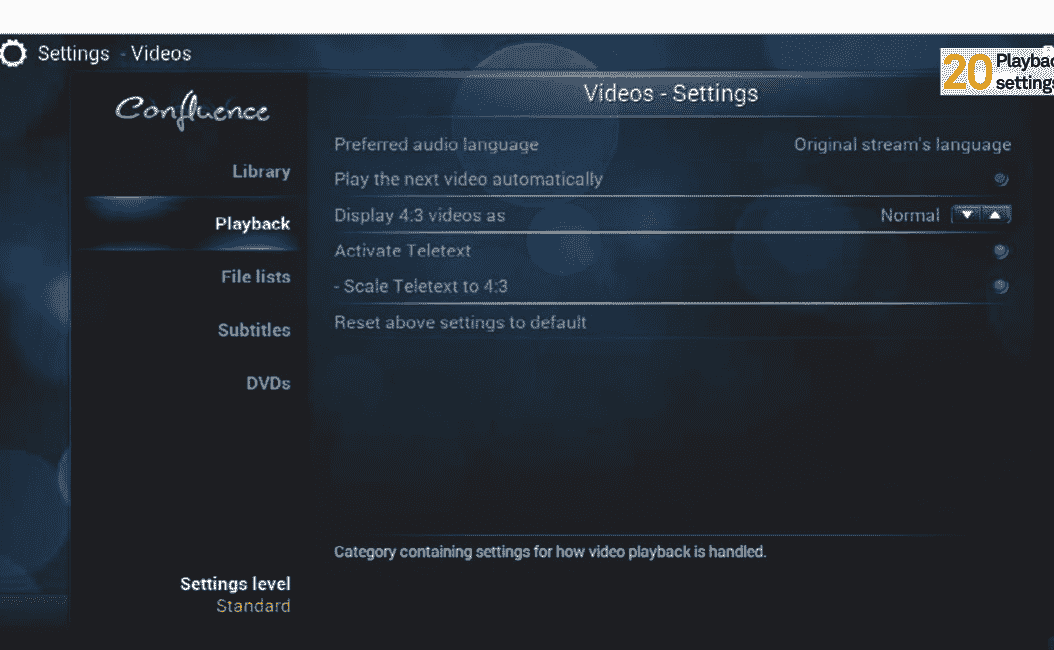 Settings - Videos
20 Playbac
settings
Confluence
Library
Playback
File lists
Subtitles
DVDs
Settings level
Standard
Videos - Settings
Preferred audio language Original stream's language
Play the next video automatically
Display 4:3 videos as Normal
Activate Teletext
- Scale Teletext to 4:3
Reset above settings to default
Category containing settings for how video playback is handled.